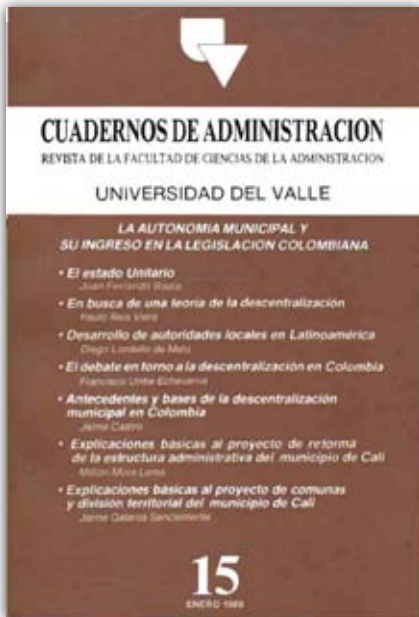 CUADERNOS DE ADMINISTRACION
REVISTA DE LA FACULTAD DE CIENCIAS DE LA ADMINISTRACION
UNIVERSIDAD DEL VALLE
LA AUTONOMIA MUNICIPAL Y
SU INGRESO EN LA LEGISLACION COLOMBIANA
• El estado Unitario
Juan Fernando
• En busca de una teoría de la descentralización
Paulo Reis Vieira
• Desarrollo de autoridades locales en Latinoamérica
Diego Lordello de Melo
• El debate en torno a la descentralización en Colombia
Francisco Uribe Echevarria
• Antecedentes y bases de la descentralización
municipal en Colombia
Jaime Castro
• Explicaciones básicas al proyecto de reforma
de la estructura administrativa del municipio de Cali
Milton Mora Lema
• Explicaciones básicas al proyecto de comunas
y división territorial del municipio de Cali
Jaime Galarza Sanclemente
15
ENERO 1989